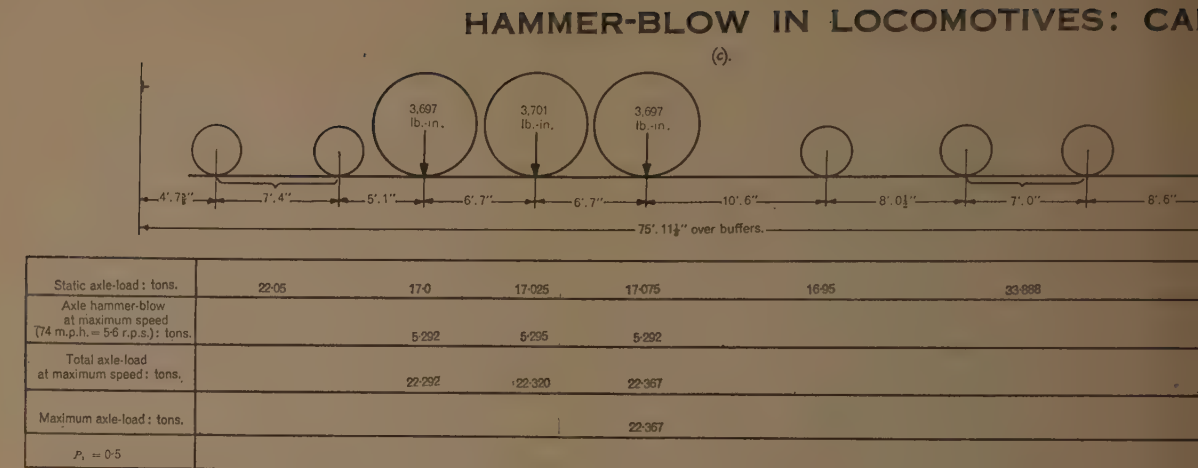 HAMMER-BLOW IN LOCOMOTIVES: CAL
(c).
3,697 lb.-in.
3,701 lb.-in.
3,697 lb.-in.
4'.7¾" 7'.4" 5'.1" 6'.7" 6'.7" 10'.6" 8'.0½" 7'.0" 8'.6"
75'.11½" over buffers.
Static axle-load: tons. 22·05 17·0 17·025 17·075 16·95 33·888
Axle hammer-blow
at maximum speed
(74 m.p.h. = 5·6 r.p.s.): tons. 5·292 5·295 5·292
Total axle-load
at maximum speed: tons. 22·292 22·320 22·367
Maximum axle-load: tons. 22·367
P₁ = 0·5